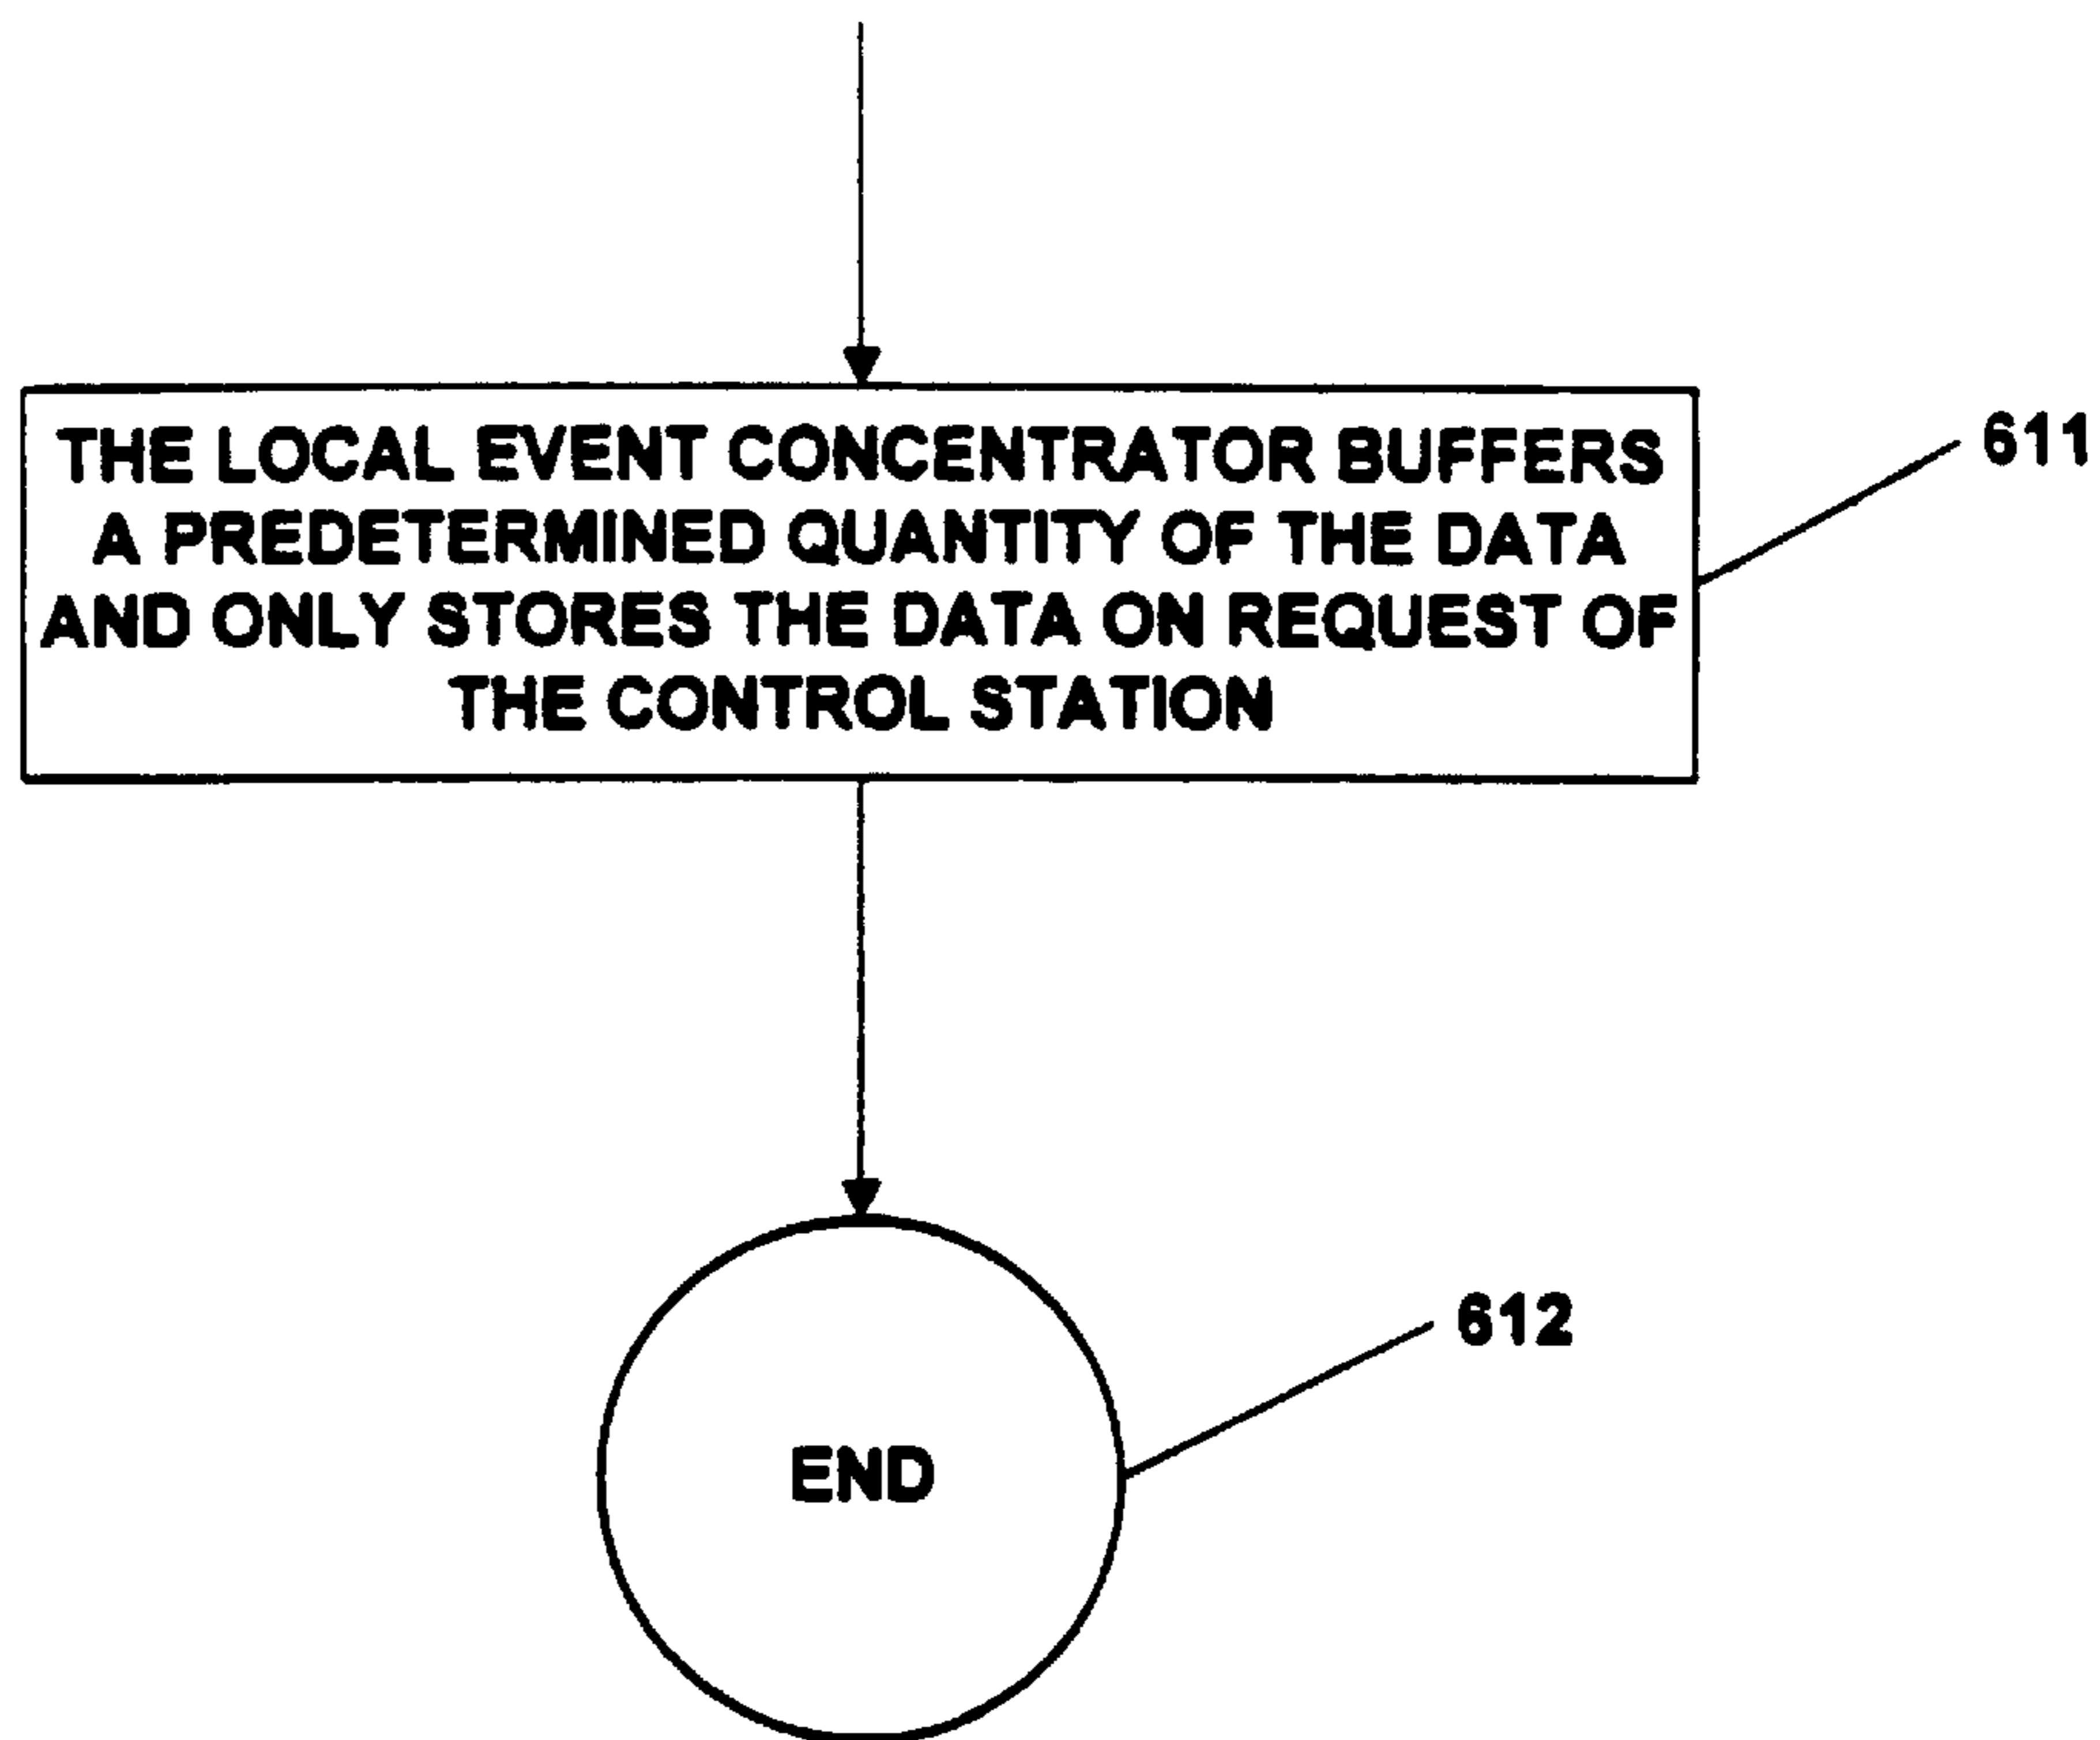 THE LOCAL EVENT CONCENTRATOR BUFFERS
A PREDETERMINED QUANTITY OF THE DATA
AND ONLY STORES THE DATA ON REQUEST OF
THE CONTROL STATION
611
612
END